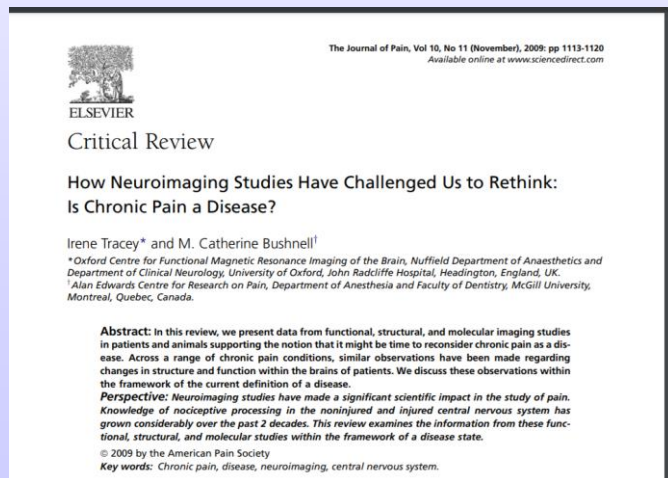 The Journal of Pain, Vol 10, No 11 (November), 2009: pp 1113-1120
Available online at www.sciencedirect.com
ELSEVIER
Critical Review
How Neuroimaging Studies Have Challenged Us to Rethink:
Is Chronic Pain a Disease?
Irene Tracey* and M. Catherine Bushnell†
*Oxford Centre for Functional Magnetic Resonance Imaging of the Brain, Nuffield Department of Anaesthetics and
Department of Clinical Neurology, University of Oxford, John Radcliffe Hospital, Headington, England, UK.
†Alan Edwards Centre for Research on Pain, Department of Anesthesia and Faculty of Dentistry, McGill University,
Montreal, Quebec, Canada.
Abstract: In this review, we present data from functional, structural, and molecular imaging studies
in patients and animals supporting the notion that it might be time to reconsider chronic pain as a dis-
ease. Across a range of chronic pain conditions, similar observations have been made regarding
changes in structure and function within the brains of patients. We discuss these observations within
the framework of the current definition of a disease.
Perspective: Neuroimaging studies have made a significant scientific impact in the study of pain.
Knowledge of nociceptive processing in the noninjured and injured central nervous system has
grown considerably over the past 2 decades. This review examines the information from these func-
tional, structural, and molecular studies within the framework of a disease state.
© 2009 by the American Pain Society
Key words: Chronic pain, disease, neuroimaging, central nervous system.